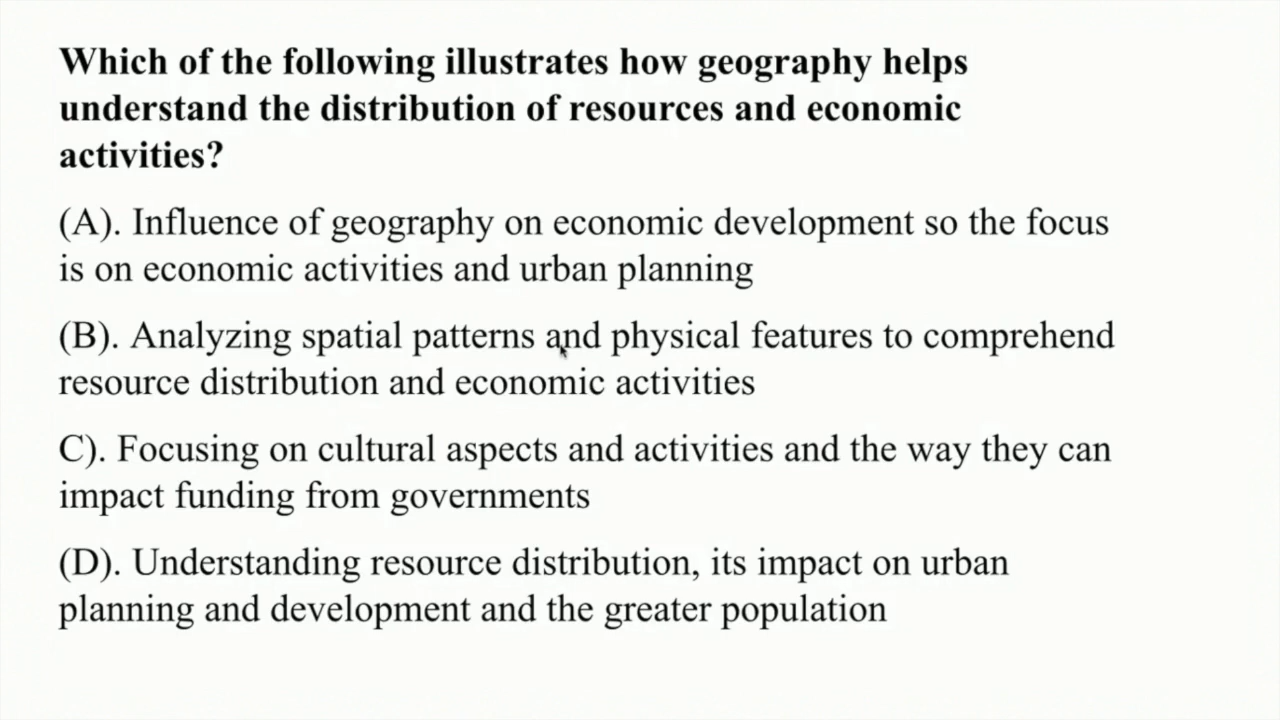 Which of the following illustrates how geography helps
understand the distribution of resources and economic
activities?
(A). Influence of geography on economic development so the focus
is on economic activities and urban planning
(B). Analyzing spatial patterns and physical features to comprehend
resource distribution and economic activities
C). Focusing on cultural aspects and activities and the way they can
impact funding from governments
(D). Understanding resource distribution, its impact on urban
planning and development and the greater population